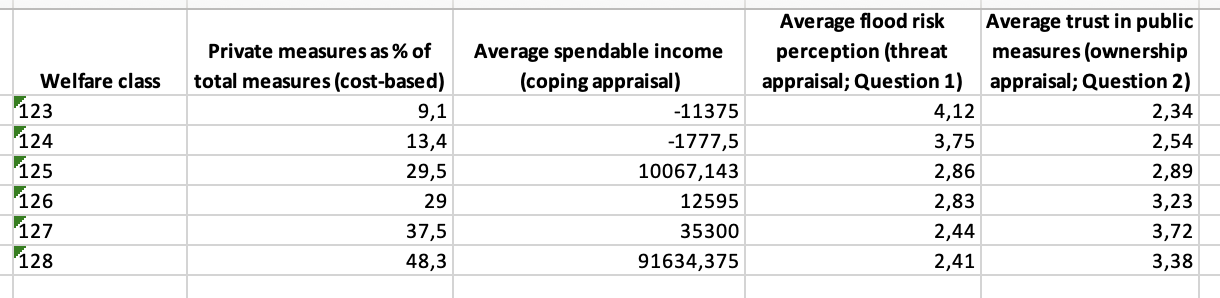 Welfare class	Private measures as % of total measures (cost-based)	Average spendable income (coping appraisal)	Average flood risk perception (threat appraisal; Question 1)	Average trust in public measures (ownership appraisal; Question 2)
123	9,1	-11375	4,12	2,34
124	13,4	-1777,5	3,75	2,54
125	29,5	10067,143	2,86	2,89
126	29	12595	2,83	3,23
127	37,5	35300	2,44	3,72
128	48,3	91634,375	2,41	3,38